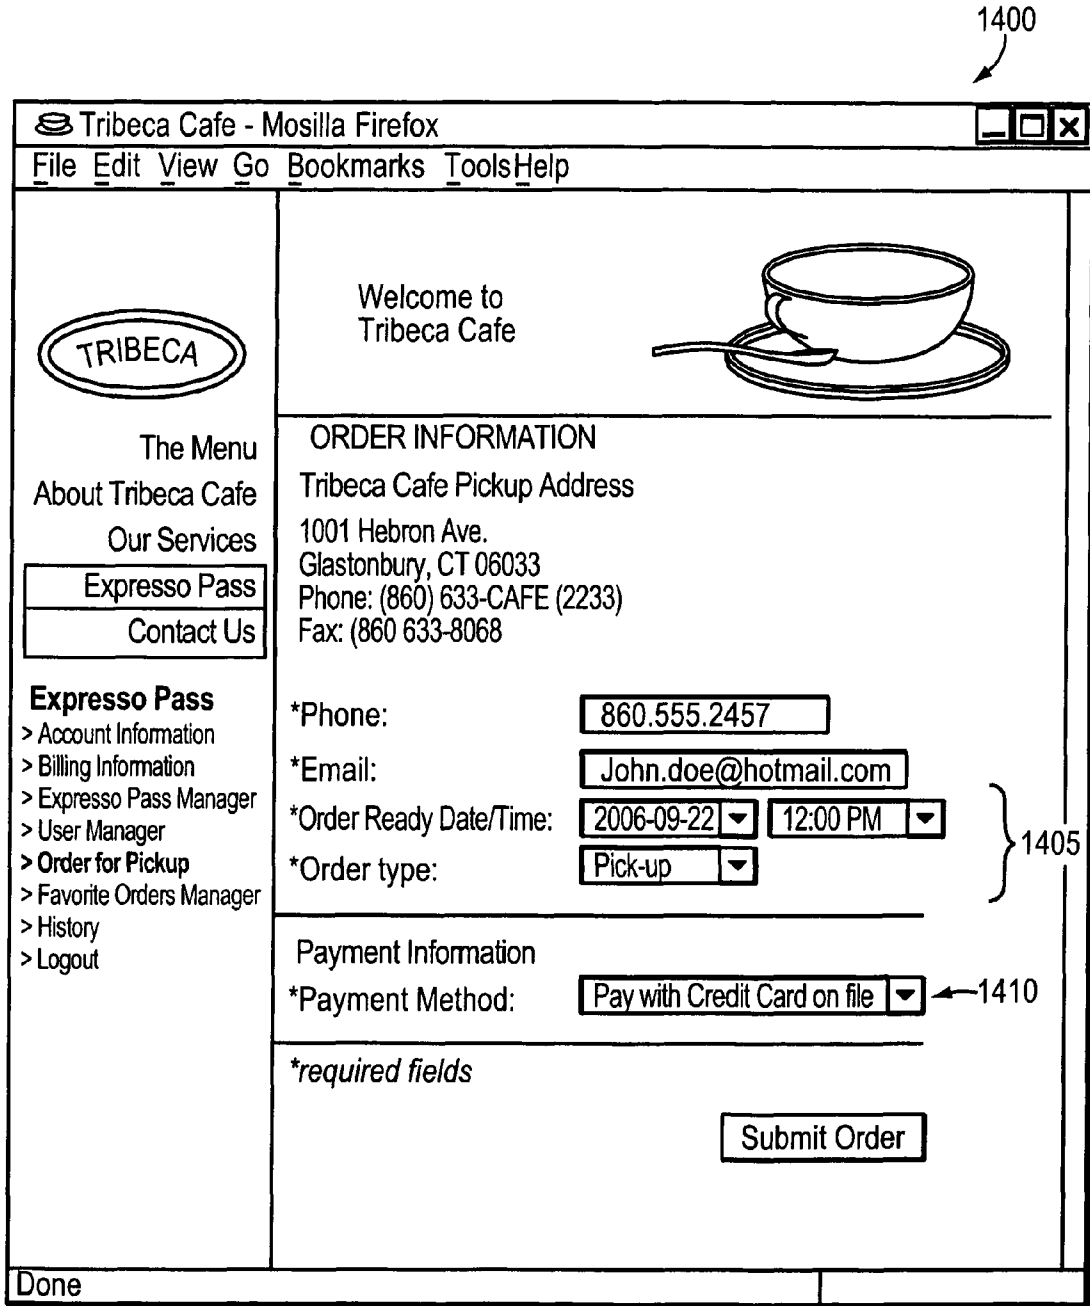 1400
Tribeca Cafe - Mosilla Firefox
File Edit View Go Bookmarks Tools Help
TRIBECA
The Menu
About Tribeca Cafe
Our Services
Expresso Pass
Contact Us
Expresso Pass
> Account Information
> Billing Information
> Expresso Pass Manager
> User Manager
> Order for Pickup
> Favorite Orders Manager
> History
> Logout
Welcome to
Tribeca Cafe
ORDER INFORMATION
Tribeca Cafe Pickup Address
1001 Hebron Ave.
Glastonbury, CT 06033
Phone: (860) 633-CAFE (2233)
Fax: (860 633-8068
*Phone: 860.555.2457
*Email: John.doe@hotmail.com
*Order Ready Date/Time: 2006-09-22 12:00 PM
1405
*Order type: Pick-up
Payment Information
*Payment Method: Pay with Credit Card on file 1410
*required fields
Submit Order
Done